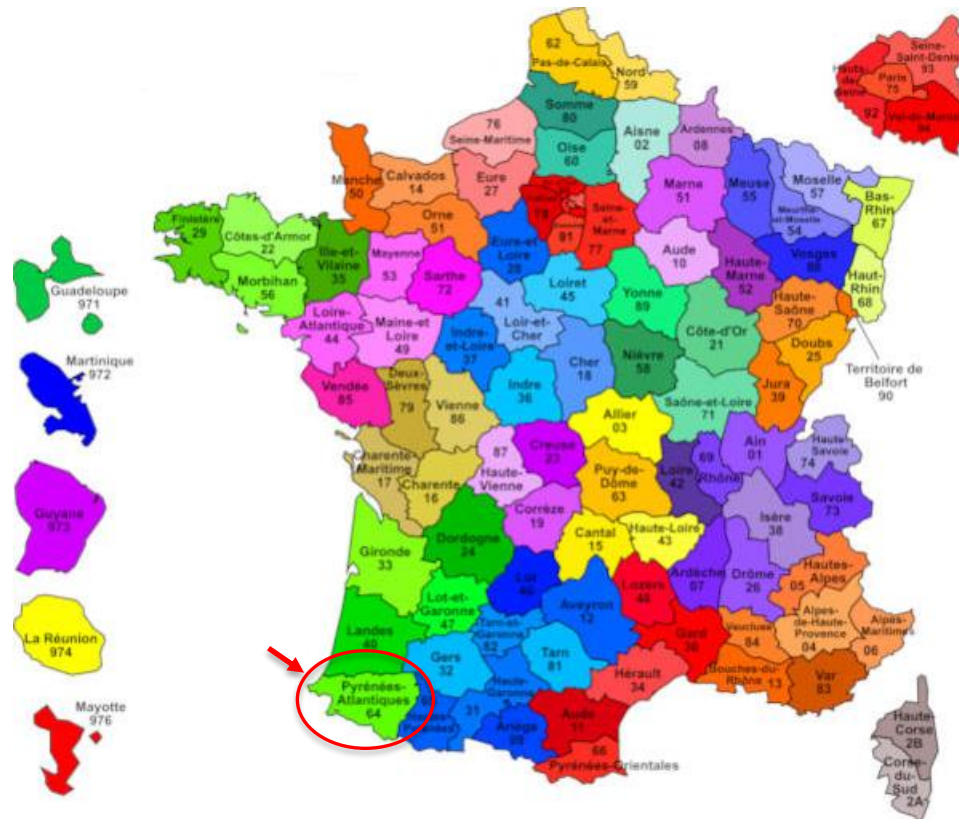 62
Pas-de-Calais
Nord
59
Seine-
Saint-Denis
93
Hauts-
de-
Seine
92
Paris
75
Val-de-Marne
94
Somme
80
76
Seine-Maritime
Oise
60
Aisne
02
Ardennes
08
Manche
50
Calvados
14
Eure
27
Orne
51
78
91
Seine-
et-
Marne
77
Marne
51
Meuse
55
Moselle
57
Meurthe-
et-Moselle
54
Bas-
Rhin
67
Vosges
88
Haut-
Rhin
68
Finistère
29
Côtes-d'Armor
22
Morbihan
56
Ille-et-
Vilaine
35
Mayenne
53
Sarthe
72
Eure-et
Loire
28
Loiret
45
Yonne
89
Aude
10
Haute-
Marne
52
Haute-
Saône
70
Doubs
25
Territoire de
Belfort
90
Loire-
Atlantique
44
Maine-et
Loire
49
Indre-
et-Loire
37
41
Loir-et-
Cher
Cher
18
Nièvre
58
Côte-d'Or
21
Jura
39
Vendée
85
Deux-
Sèvres
79
Vienne
86
Indre
36
Allier
03
Saône-et-Loire
71
Ain
01
Haute-
Savoie
74
Charente-
Maritime
17
Charente
16
87
Haute-
Vienne
Creuse
23
Puy-de-
Dôme
63
Loire
42
69
Rhône
Savoie
73
Isère
38
Corrèze
19
Cantal
15
Haute-Loire
43
Gironde
33
Dordogne
24
Lot
46
Aveyron
12
Lozère
48
Ardèche
07
Drôme
26
Hautes-
Alpes
05
Lot-et-
Garonne
47
Tarn-et-
Garonne
82
Landes
40
Gers
32
Tarn
81
Gard
30
Vaucluse
84
Alpes-
de-Haute-
Provence
04
Alpes-
Maritimes
06
Bouches-du-
Rhône 13
Var
83
Hérault
34
Haute-
Garonne
31
Pyrénées-
Atlantiques
64
Hautes-
Pyrénées
Ariège
09
Aude
11
66
Pyrénées-Orientales
Haute-
Corse
2B
Corse-
du-
Sud
2A
Guadeloupe
971
Martinique
972
Guyane
973
La Réunion
974
Mayotte
976